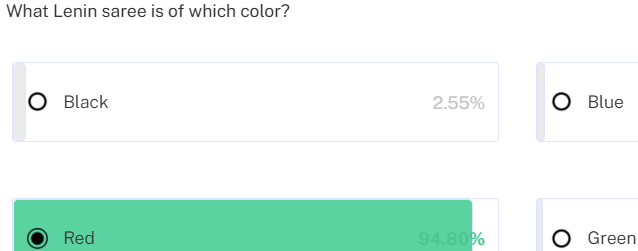 What Lenin saree is of which color?
Black 2.55% Blue
Red 94.80% Green